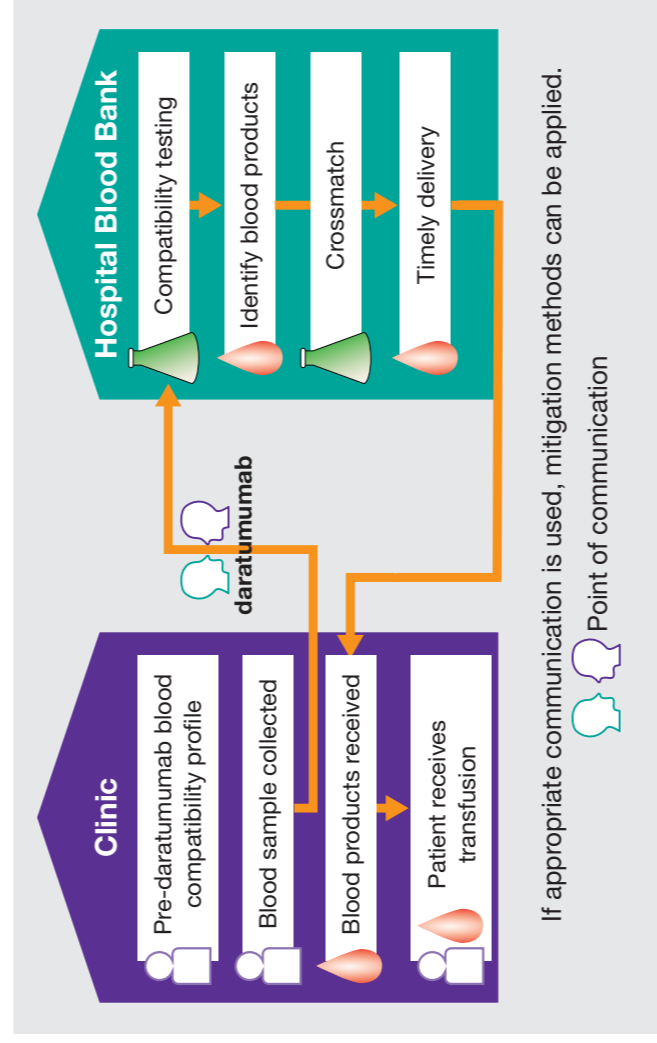 Clinic
Pre-daratumumab blood
compatibility profile
Blood sample collected
Blood products received
Patient receives
transfusion
daratumumab
Hospital Blood Bank
Compatibility testing
Identify blood products
Crossmatch
Timely delivery
If appropriate communication is used, mitigation methods can be applied.
Point of communication